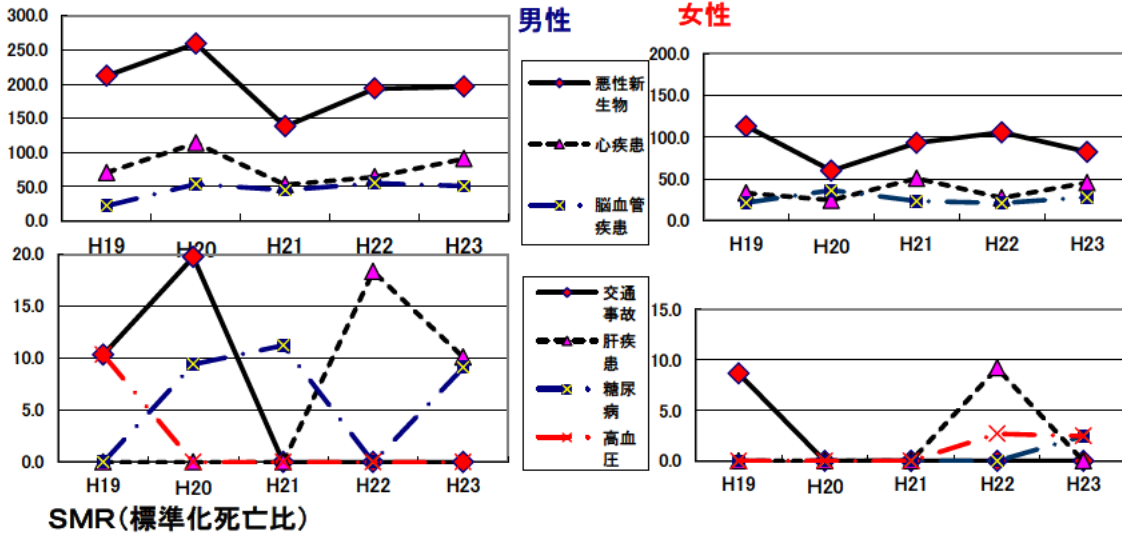 男性
女性
300.0
250.0
200.0
150.0
100.0
50.0
0.0
H19 H20 H21 H22 H23
悪性新
生物
心疾患
脳血管
疾患
200.0
150.0
100.0
50.0
0.0
H19 H20 H21 H22 H23
20.0
15.0
10.0
5.0
0.0
H19 H20 H21 H22 H23
交通
事故
肝疾
患
糖尿
病
高血
圧
15.0
10.0
5.0
0.0
H19 H20 H21 H22 H23
SMR(標準化死亡比)